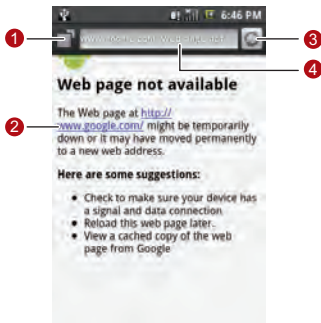 6:46 PM
1
3
4
Web page not available
The Web page at http://
2
www.google.com/ might be temporarily
down or it may have moved permanently
to a new web address.
Here are some suggestions:
• Check to make sure your device has
a signal and data connection
• Reload this web page later.
• View a cached copy of the web
page from Google